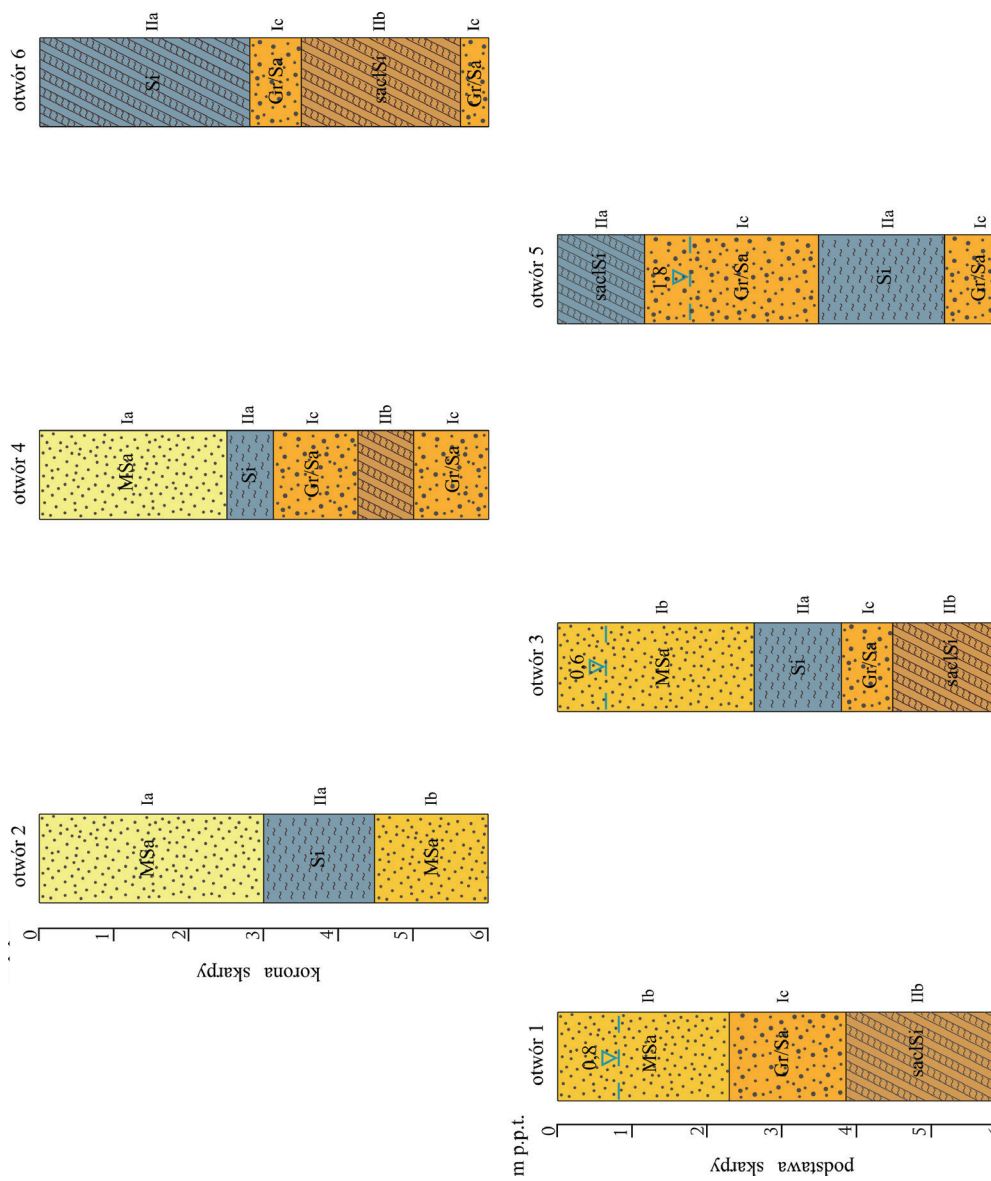 otwór 2
otwór 4
otwór 6
0
1
2
3
4
5
6
korona skarpy
MSa
Ia
Si
IIa
MSa
Ib
MSa
Ia
Si
IIa
Gr/Sa
Ic
IIb
Gr/Sa
Ic
Si
IIa
Gr/Sa
Ic
saclSi
IIb
Gr/Sa
Ic
m p.p.t.
otwór 1
otwór 3
otwór 5
0
1
2
3
4
5
podstawa skarpy
0,8
MSa
Ib
Gr/Sa
Ic
saclSi
IIb
0,6
MSa
Ib
Si
IIa
Gr/Sa
Ic
saclSi
IIb
saclSi
IIa
1,8
Gr/Sa
Ic
Si
IIa
Gr/Sa
Ic